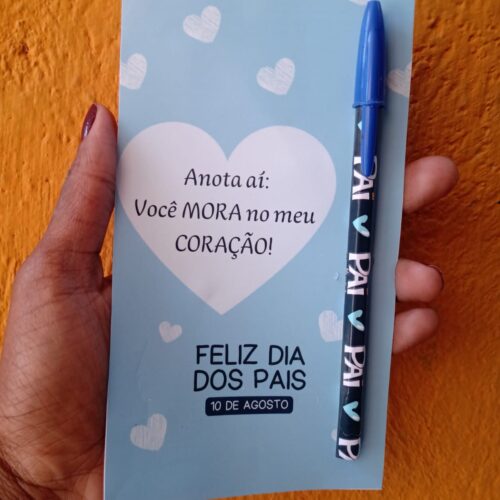 Anota aí:
Você MORA no meu
CORAÇÃO!
FELIZ DIA
DOS PAIS
10 DE AGOSTO
PAI PAI PAI PAI